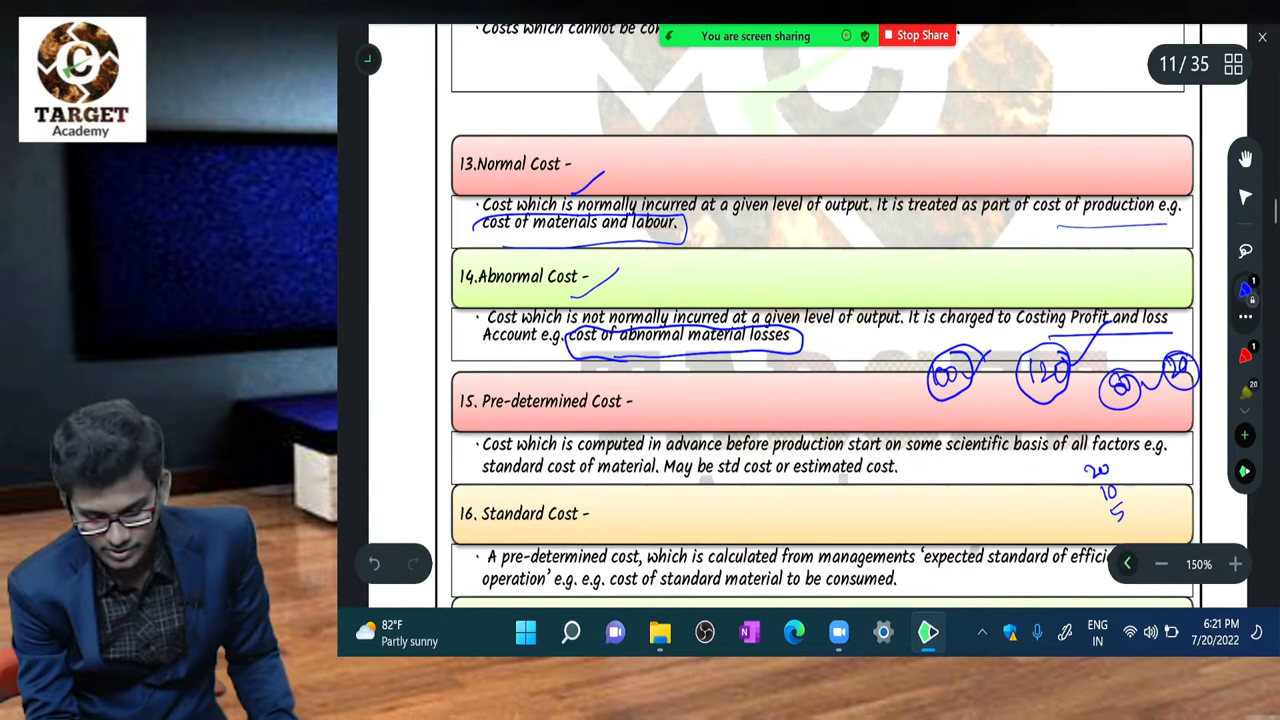 TARGET
Academy
· Costs which cannot be
You are screen sharing
Stop Share
11 / 35
13.Normal Cost -
· Cost which is normally incurred at a given level of output. It is treated as part of cost of production e.g.
cost of materials and labour.
14.Abnormal Cost -
· Cost which is not normally incurred at a given level of output. It is charged to Costing Profit and loss
Account e.g. cost of abnormal material losses
100
120
80
20
15. Pre-determined Cost -
· Cost which is computed in advance before production start on some scientific basis of all factors e.g.
standard cost of material. May be std cost or estimated cost.
20
10
5
16. Standard Cost -
· A pre-determined cost, which is calculated from managements 'expected standard of
operation' e.g. e.g. cost of standard material to be consumed.
150%
82°F
Partly sunny
ENG
IN
6:21 PM
7/20/2022